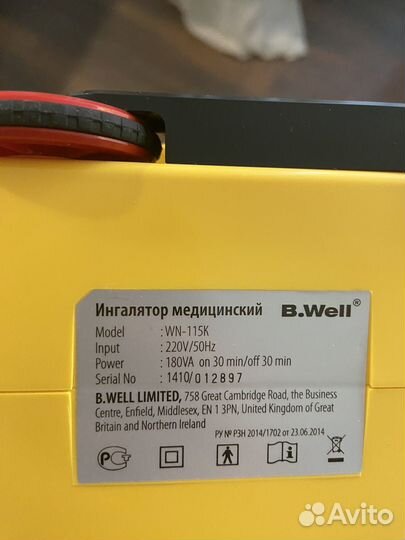 Ингалятор медицинский B.Well®
Model : WN-115K
Input : 220V/50Hz
Power : 180VA on 30 min/off 30 min
Serial No : 1410/012897
B.WELL LIMITED, 758 Great Cambridge Road, the Business
Centre, Enfield, Middlesex, EN 1 3PN, United Kingdom of Great
Britain and Northern Ireland
РУ № РЗН 2014/1702 от 23.06.2014
Avito